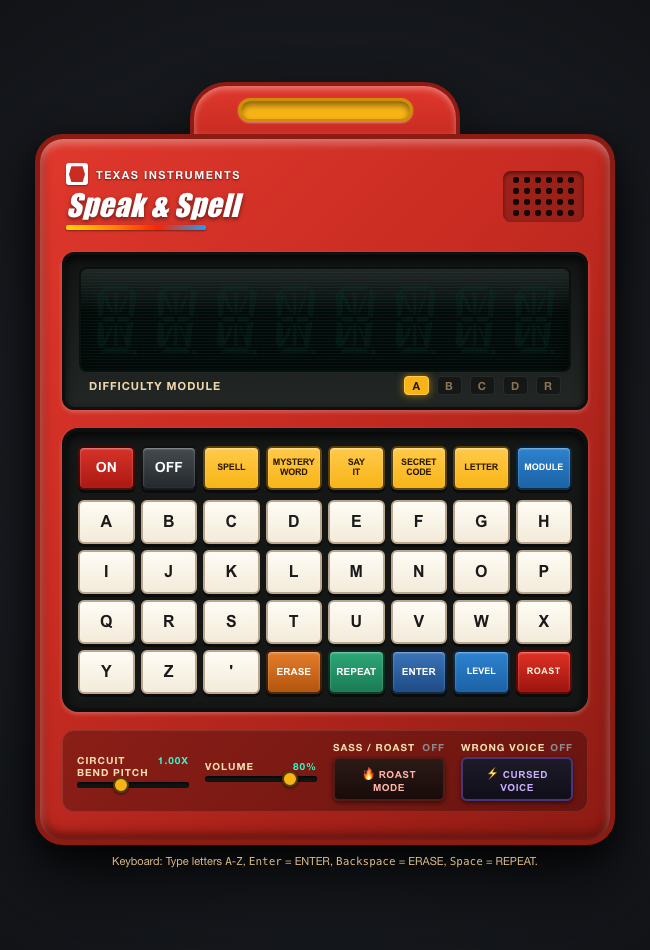 TEXAS INSTRUMENTS
Speak & Spell
DIFFICULTY MODULE A B C D R
ON OFF SPELL MYSTERY WORD SAY IT SECRET CODE LETTER MODULE
A B C D E F G H
I J K L M N O P
Q R S T U V W X
Y Z ' ERASE REPEAT ENTER LEVEL ROAST
CIRCUIT BEND PITCH 1.00X
VOLUME 80%
SASS / ROAST OFF
🔥 ROAST
MODE
WRONG VOICE OFF
⚡ CURSED
VOICE
Keyboard: Type letters A-Z, Enter = ENTER, Backspace = ERASE, Space = REPEAT.